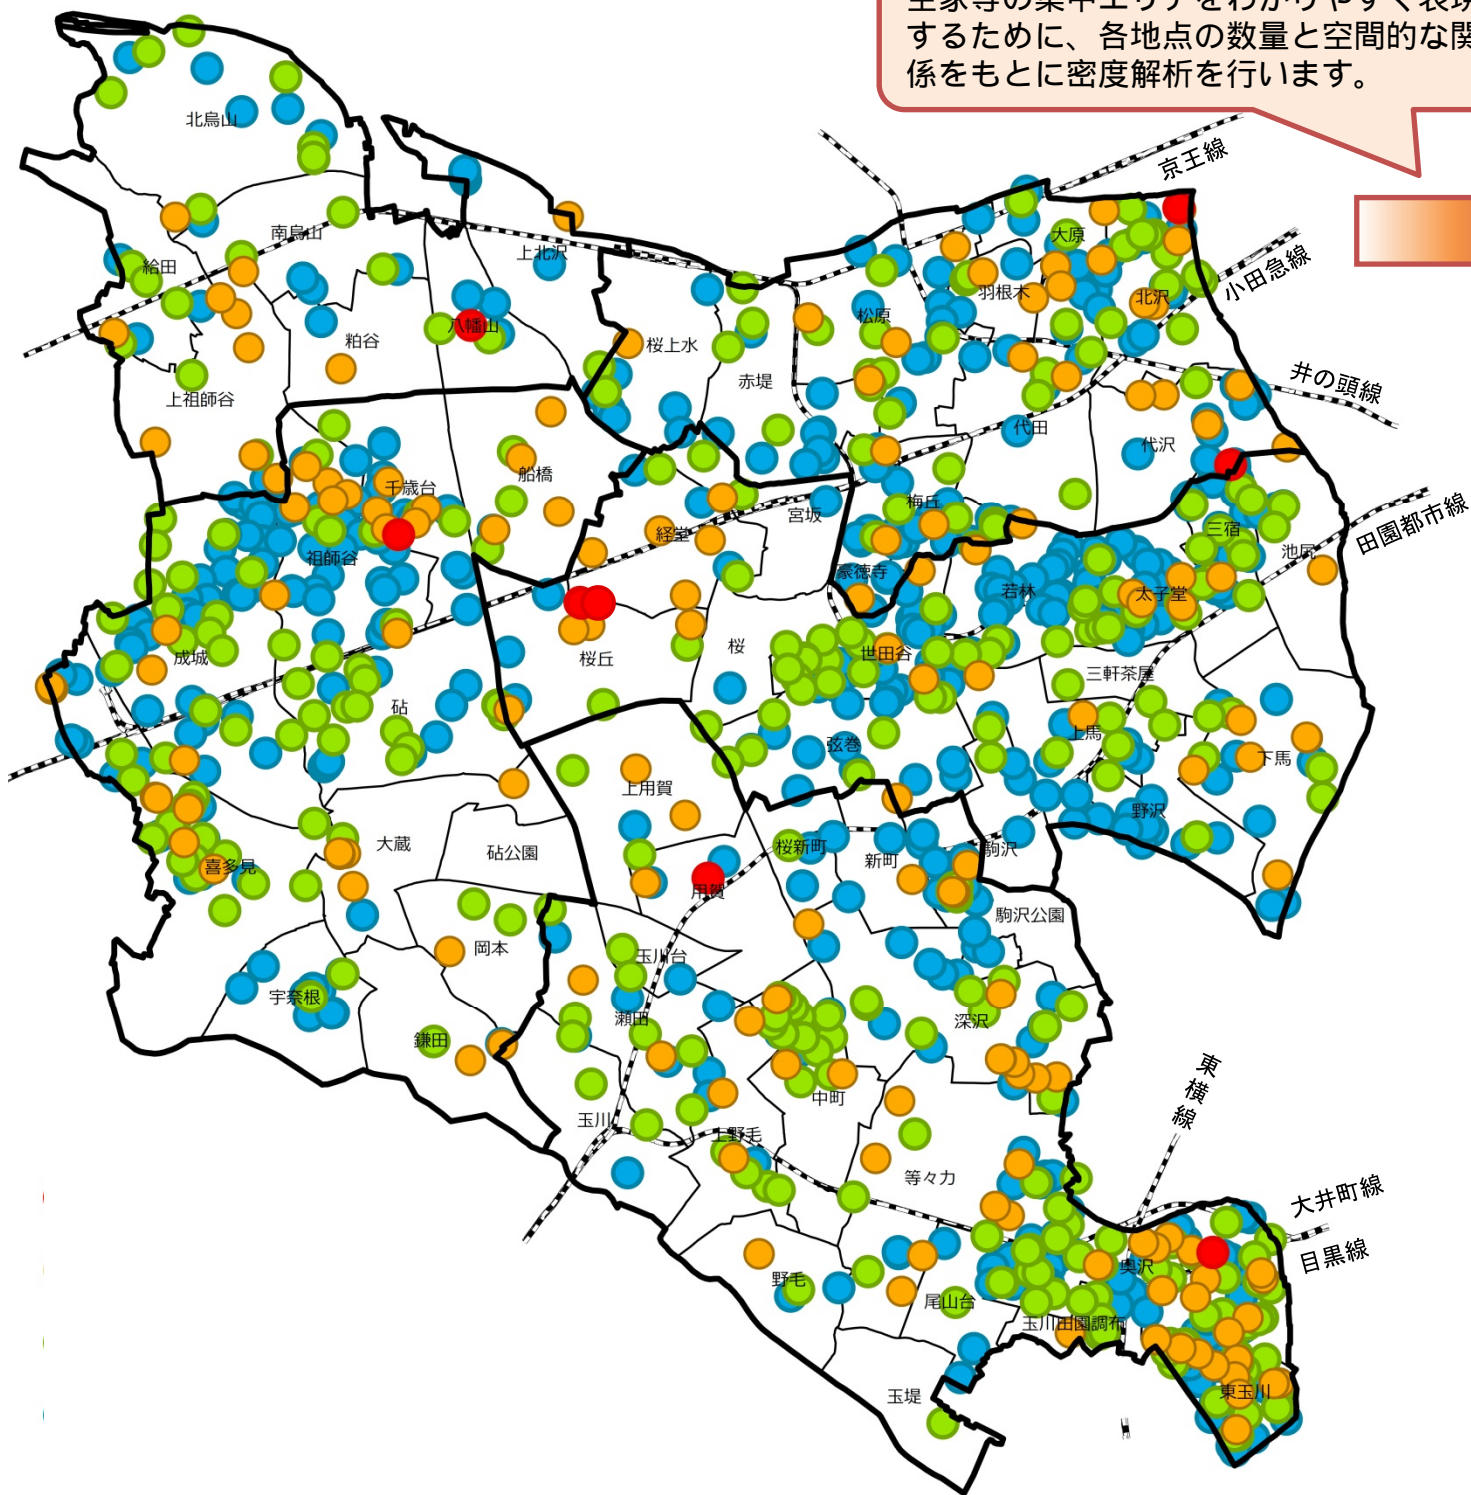 するために、各地点の数量と空間的な関
係をもとに密度解析を行います。
京王線
小田急線
井の頭線
田園都市線
東横線
大井町線
目黒線
北烏山
南烏山
給田
上北沢
八幡山
粕谷
上祖師谷
桜上水
赤堤
松原
羽根木
大原
北沢
代田
代沢
船橋
千歳台
祖師谷
経堂
宮坂
梅丘
豪徳寺
若林
太子堂
三宿
池尻
成城
砧
桜丘
桜
世田谷
三軒茶屋
上馬
下馬
弦巻
野沢
上用賀
用賀
桜新町
新町
駒沢
駒沢公園
喜多見
大蔵
砧公園
岡本
宇奈根
鎌田
玉川台
瀬田
玉川
上野毛
中町
深沢
等々力
野毛
尾山台
玉堤
奥沢
玉川田園調布
東玉川